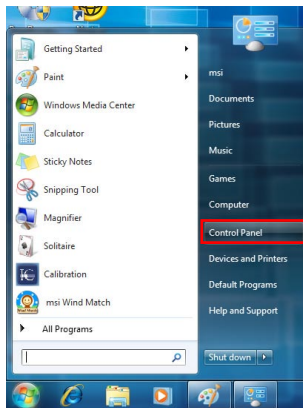 Getting Started
Paint
Windows Media Center
Calculator
Sticky Notes
Snipping Tool
Magnifier
Solitaire
Calibration
msi Wind Match
All Programs
msi
Documents
Pictures
Music
Games
Computer
Control Panel
Devices and Printers
Default Programs
Help and Support
Shut down